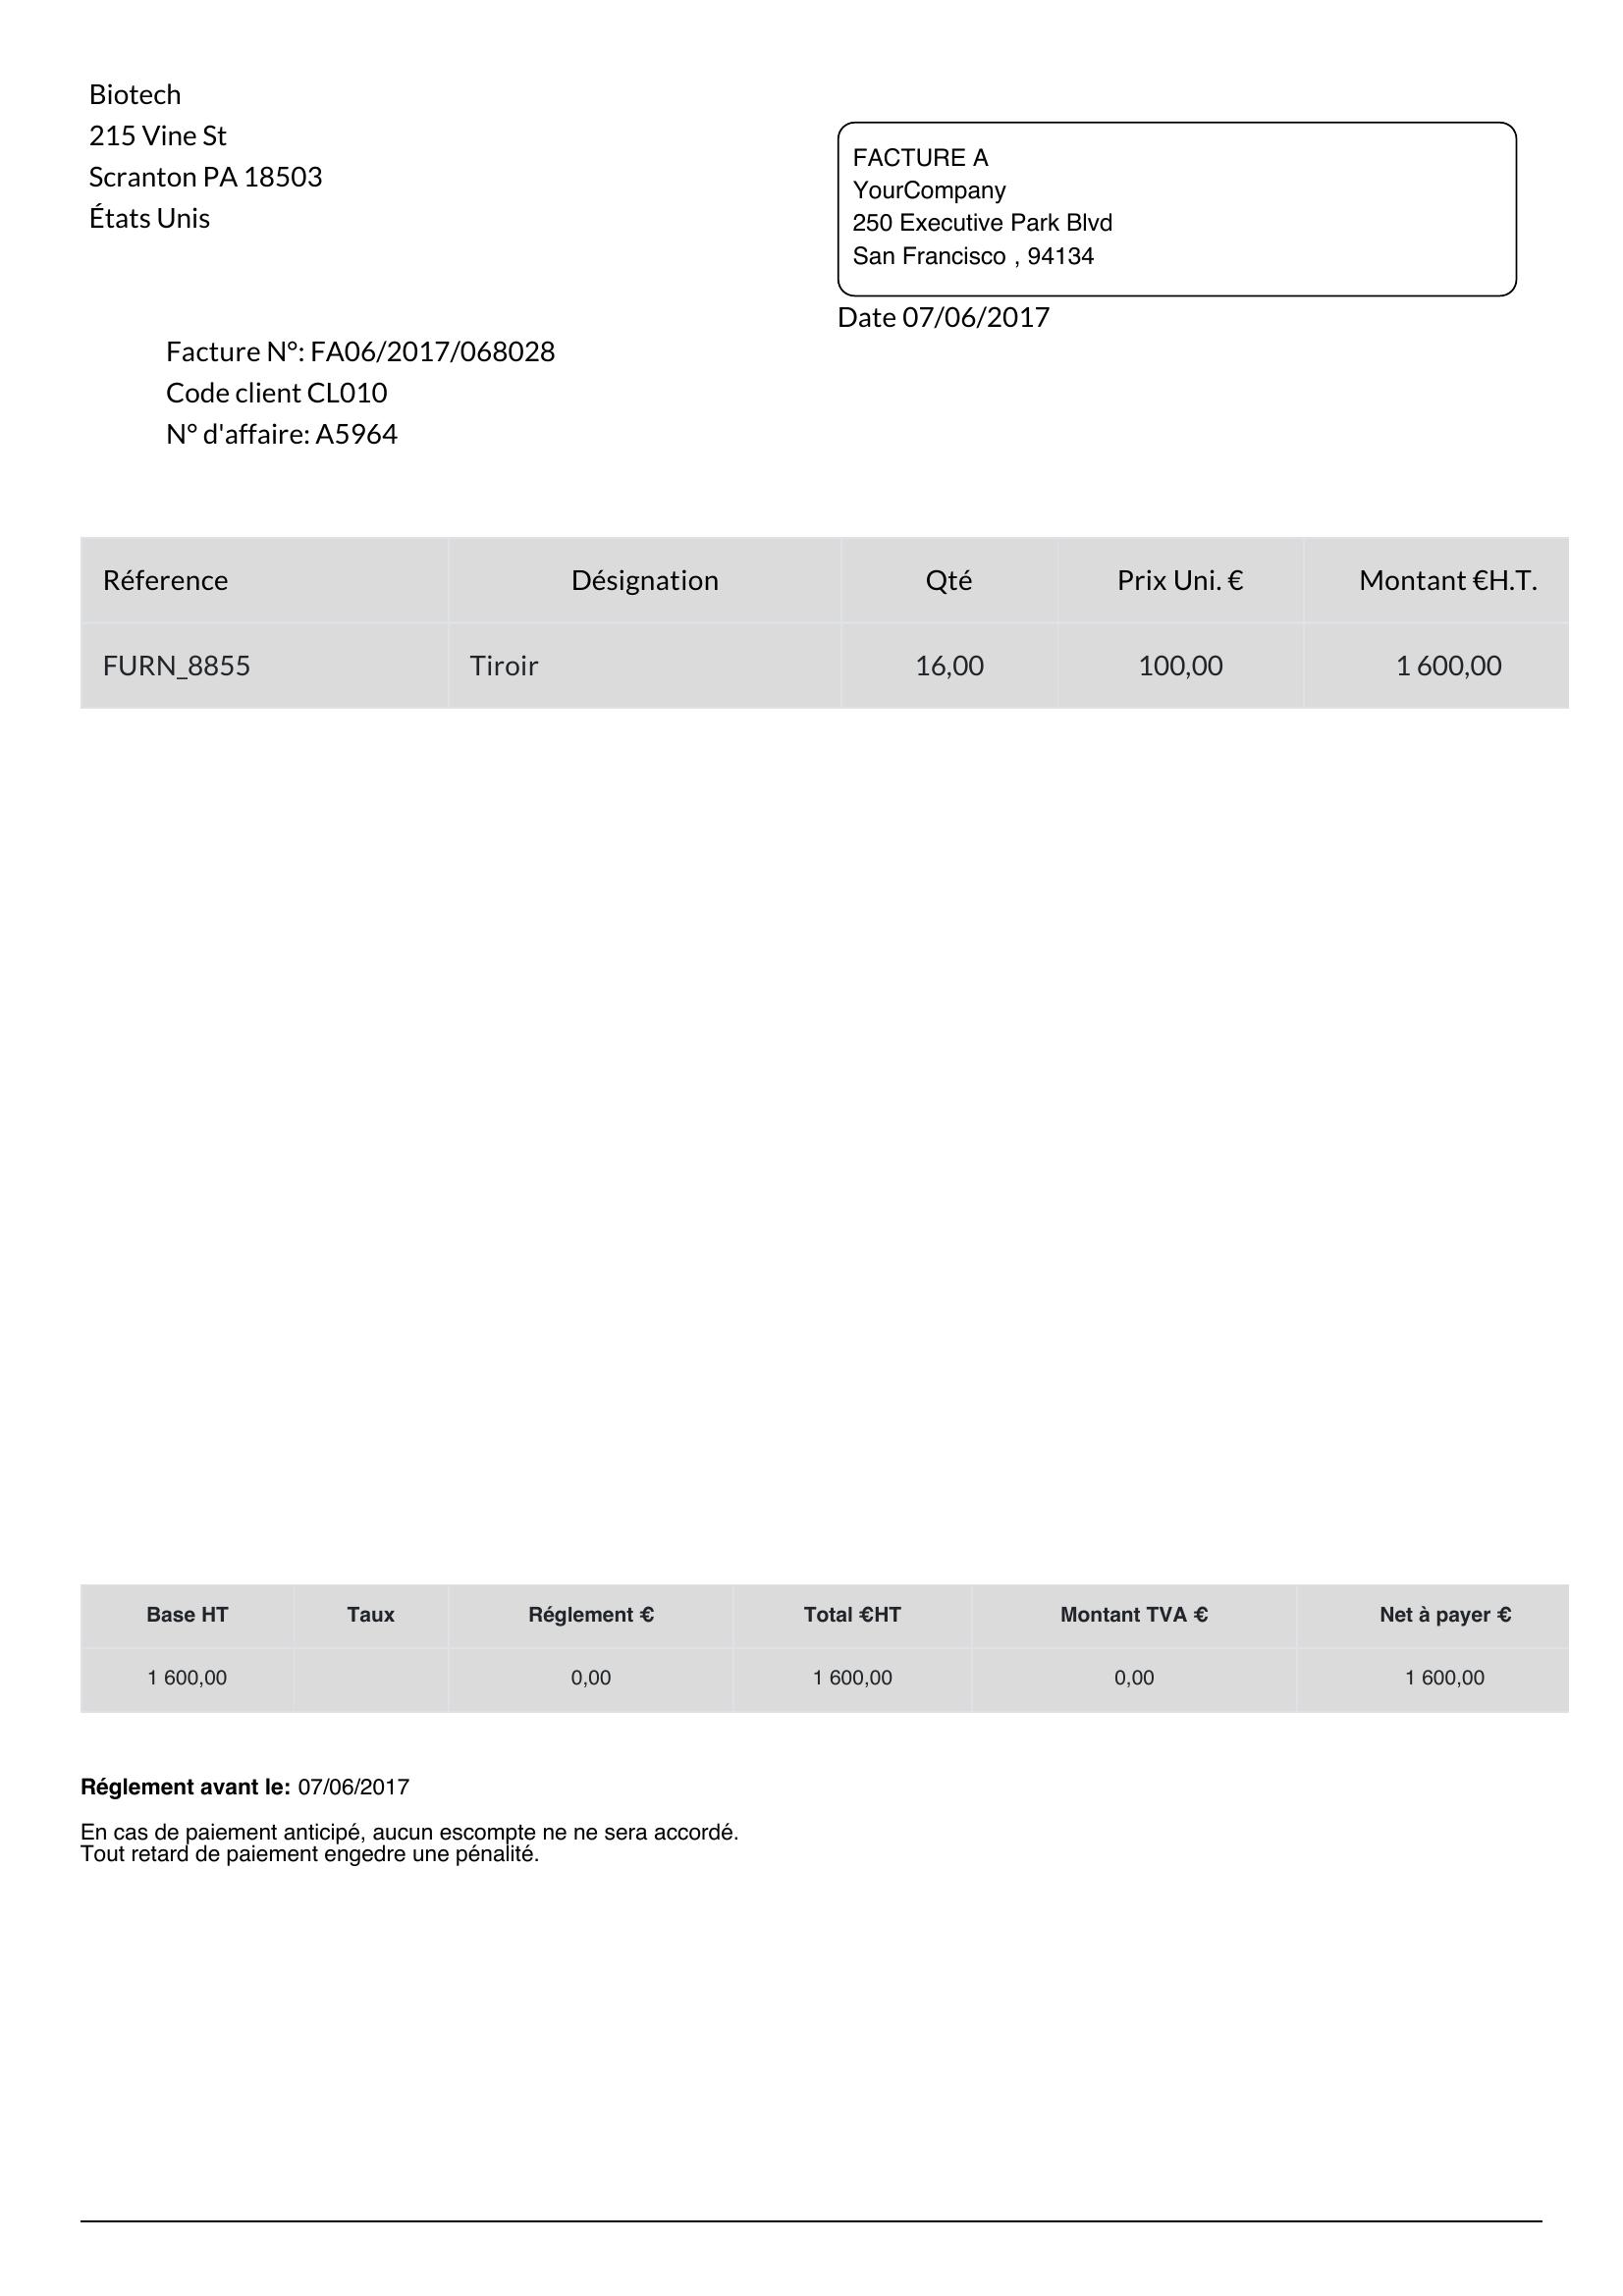 Biotech
215 Vine St
Scranton PA 18503
États Unis
FACTURE A
YourCompany
250 Executive Park Blvd
San Francisco , 94134
Date 07/06/2017
Facture N°: FA06/2017/068028
Code client CL010
N° d'affaire: A5964
Réference Désignation Qté Prix Uni. € Montant €H.T.
FURN_8855 Tiroir 16,00 100,00 1 600,00
Base HT Taux Réglement € Total €HT Montant TVA € Net à payer €
1 600,00 0,00 1 600,00 0,00 1 600,00
Réglement avant le: 07/06/2017
En cas de paiement anticipé, aucun escompte ne ne sera accordé.
Tout retard de paiement engedre une pénalité.